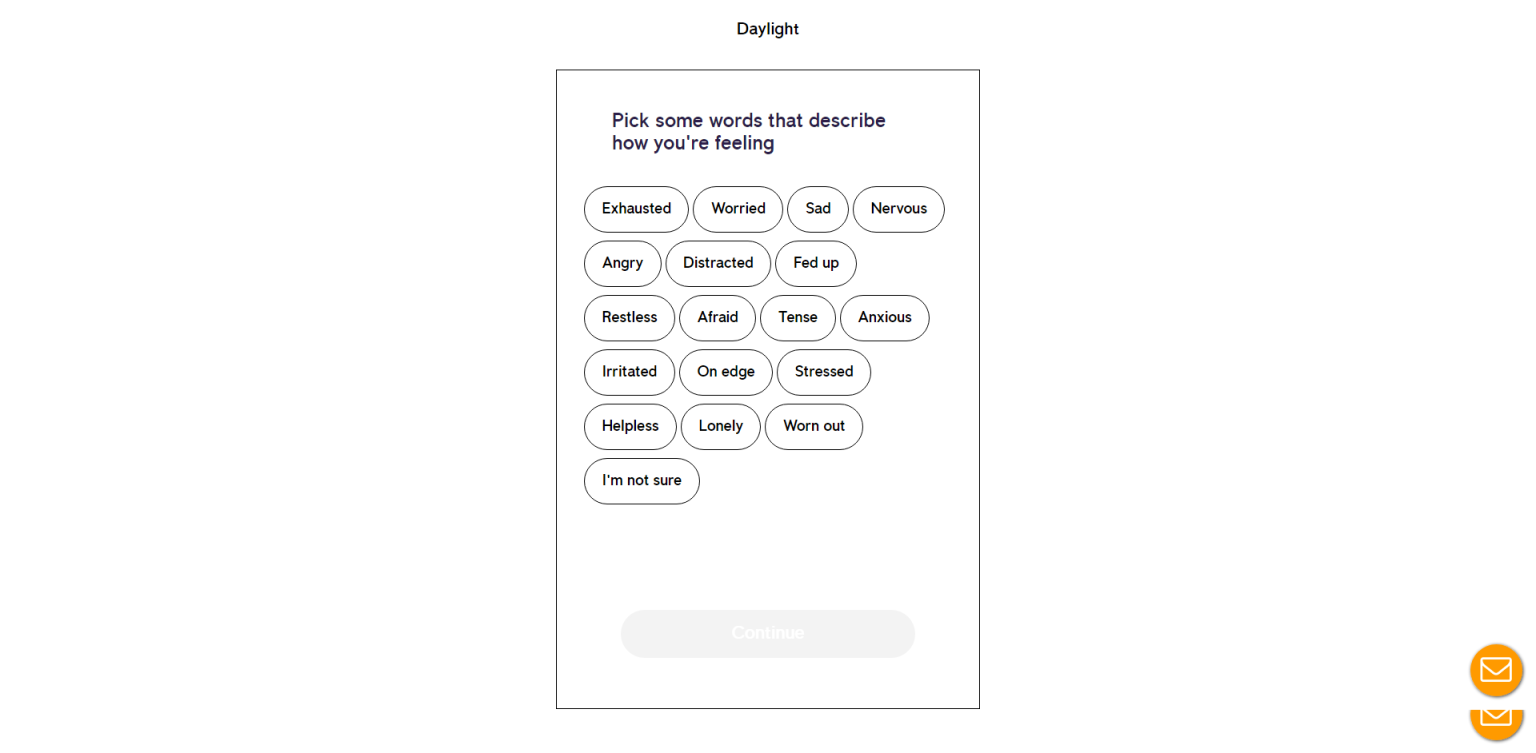 Daylight
Pick some words that describe
how you're feeling
Exhausted Worried Sad Nervous
Angry Distracted Fed up
Restless Afraid Tense Anxious
Irritated On edge Stressed
Helpless Lonely Worn out
I'm not sure
Continue